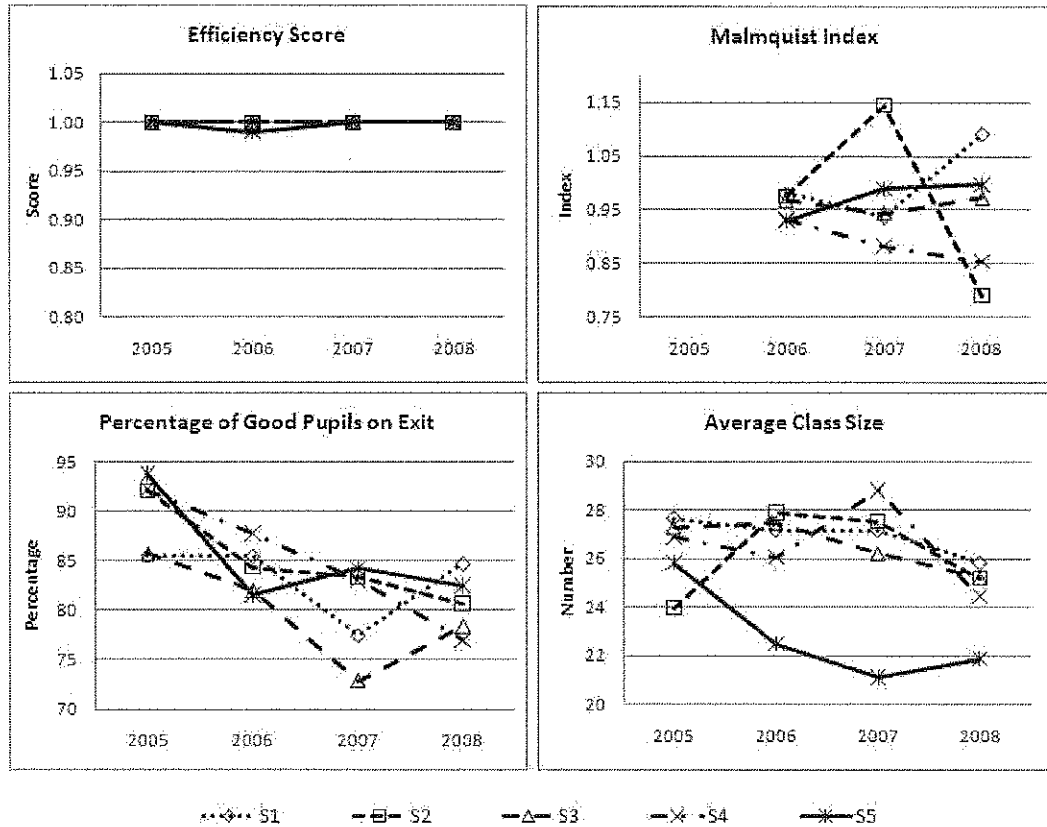 Efficiency Score
Score
1.05
1.00
0.95
0.90
0.85
0.80
2005 2006 2007 2008
Malmquist Index
Index
1.15
1.05
0.95
0.85
0.75
2005 2006 2007 2008
Percentage of Good Pupils on Exit
Percentage
95
90
85
80
75
70
2005 2006 2007 2008
Average Class Size
Number
30
28
26
24
22
20
2005 2006 2007 2008
S1 S2 S3 S4 S5